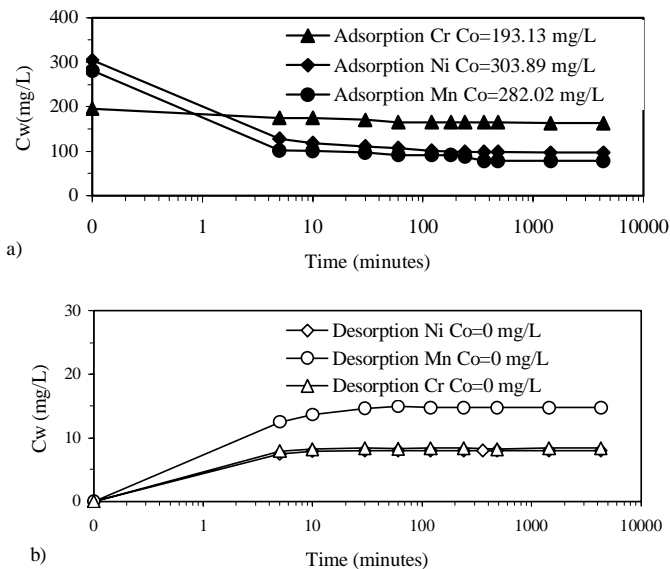 400
300
200
100
0
Cw(mg/L)
Adsorption Cr Co=193.13 mg/L
Adsorption Ni Co=303.89 mg/L
Adsorption Mn Co=282.02 mg/L
0 1 10 100 1000 10000
Time (minutes)
a)
30
20
10
0
Cw (mg/L)
Desorption Ni Co=0 mg/L
Desorption Mn Co=0 mg/L
Desorption Cr Co=0 mg/L
0 1 10 100 1000 10000
Time (minutes)
b)